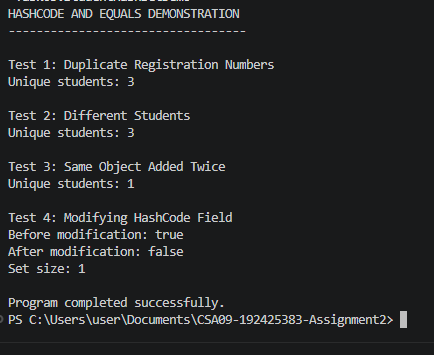 HASHCODE AND EQUALS DEMONSTRATION
---------------------------------
Test 1: Duplicate Registration Numbers
Unique students: 3
Test 2: Different Students
Unique students: 3
Test 3: Same Object Added Twice
Unique students: 1
Test 4: Modifying HashCode Field
Before modification: true
After modification: false
Set size: 1
Program completed successfully.
PS C:\Users\user\Documents\CSA09-192425383-Assignment2>